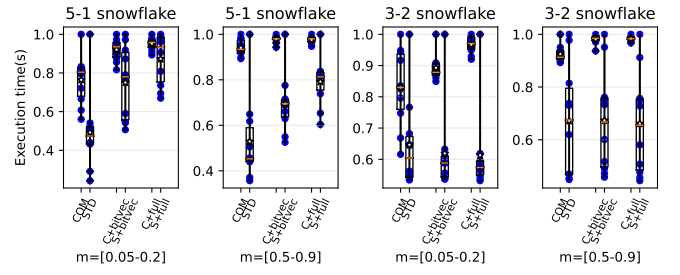 5-1 snowflake
5-1 snowflake
3-2 snowflake
3-2 snowflake
Execution time(s)
1.0
0.8
0.6
0.4
1.0
0.8
0.6
0.4
1.0
0.9
0.8
0.7
0.6
1.0
0.8
0.6
COM
STD
C+bitvec
S+bitvec
C+full
S+full
COM
STD
C+bitvec
S+bitvec
C+full
S+full
COM
STD
C+bitvec
S+bitvec
C+full
S+full
COM
STD
C+bitvec
S+bitvec
C+full
S+full
m=[0.05-0.2]
m=[0.5-0.9]
m=[0.05-0.2]
m=[0.5-0.9]